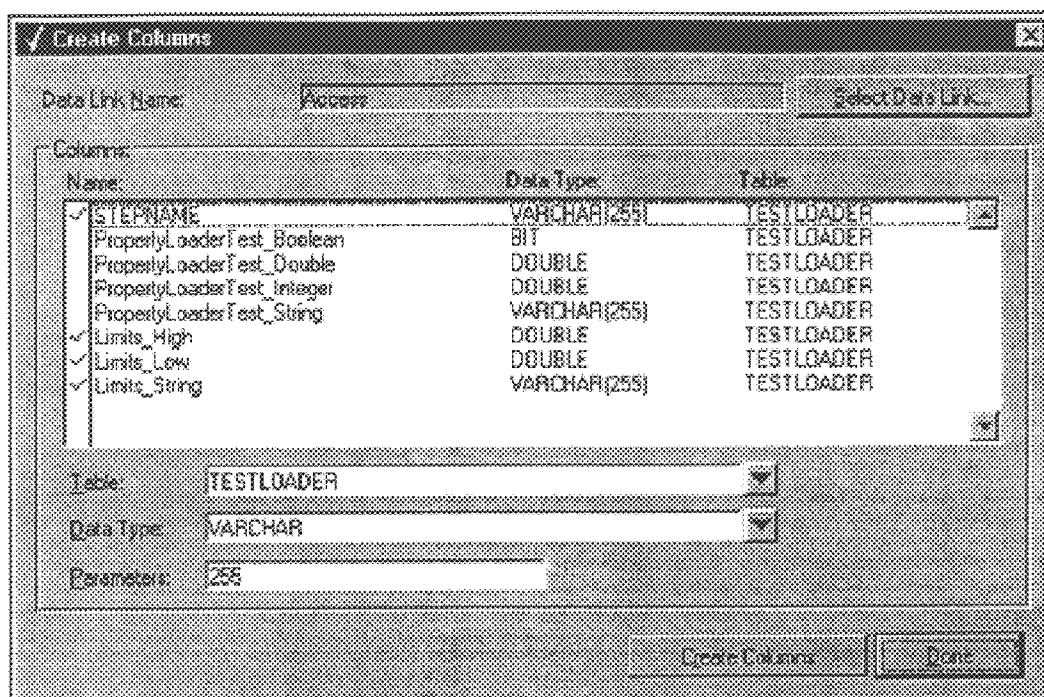 Create Columns
Data Link Name: Access Select Data Link...
Columns:
Name: Data Type: Table:
STEPNAME VARCHAR(255) TESTLOADER
PropertyLoaderTest_Boolean BIT TESTLOADER
PropertyLoaderTest_Double DOUBLE TESTLOADER
PropertyLoaderTest_Integer DOUBLE TESTLOADER
PropertyLoaderTest_String VARCHAR(255) TESTLOADER
Limits_High DOUBLE TESTLOADER
Limits_Low DOUBLE TESTLOADER
Limits_String VARCHAR(255) TESTLOADER
Table: TESTLOADER
Data Type: VARCHAR
Parameters: 255
Create Columns Done